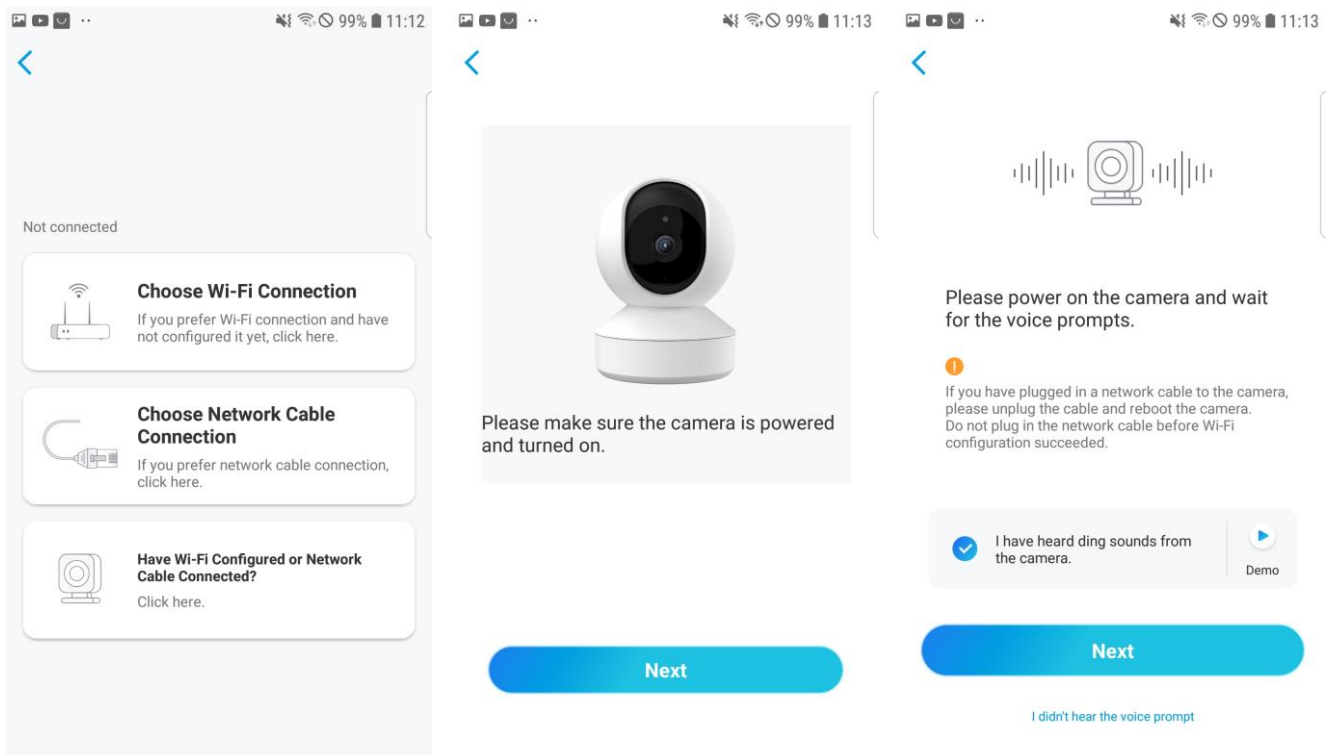 99% 11:12
Not connected
Choose Wi-Fi Connection
If you prefer Wi-Fi connection and have
not configured it yet, click here.
Choose Network Cable
Connection
If you prefer network cable connection,
click here.
Have Wi-Fi Configured or Network
Cable Connected?
Click here.
99% 11:13
Please make sure the camera is powered
and turned on.
Next
99% 11:13
Please power on the camera and wait
for the voice prompts.
If you have plugged in a network cable to the camera,
please unplug the cable and reboot the camera.
Do not plug in the network cable before Wi-Fi
configuration succeeded.
I have heard ding sounds from
the camera.
Demo
Next
I didn't hear the voice prompt